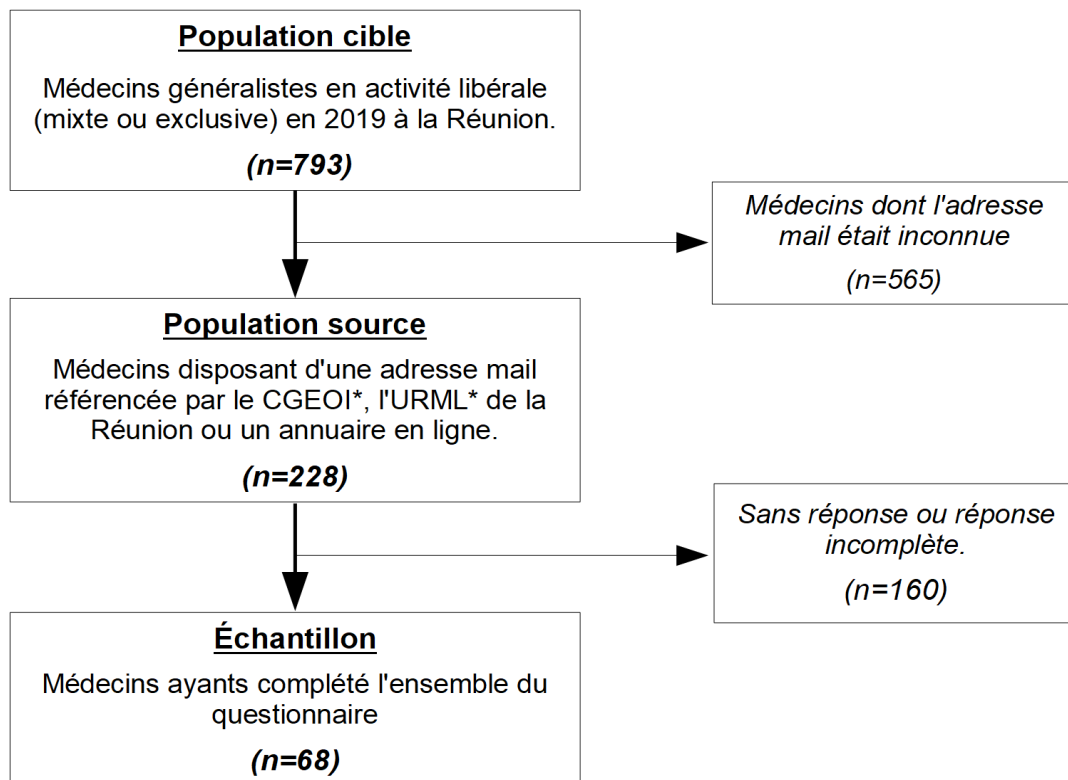 Population cible
Médecins généralistes en activité libérale
(mixte ou exclusive) en 2019 à la Réunion.
(n=793)
Médecins dont l'adresse
mail était inconnue
(n=565)
Population source
Médecins disposant d'une adresse mail
référencée par le CGEOI*, l'URML* de la
Réunion ou un annuaire en ligne.
(n=228)
Sans réponse ou réponse
incomplète.
(n=160)
Échantillon
Médecins ayants complété l'ensemble du
questionnaire
(n=68)